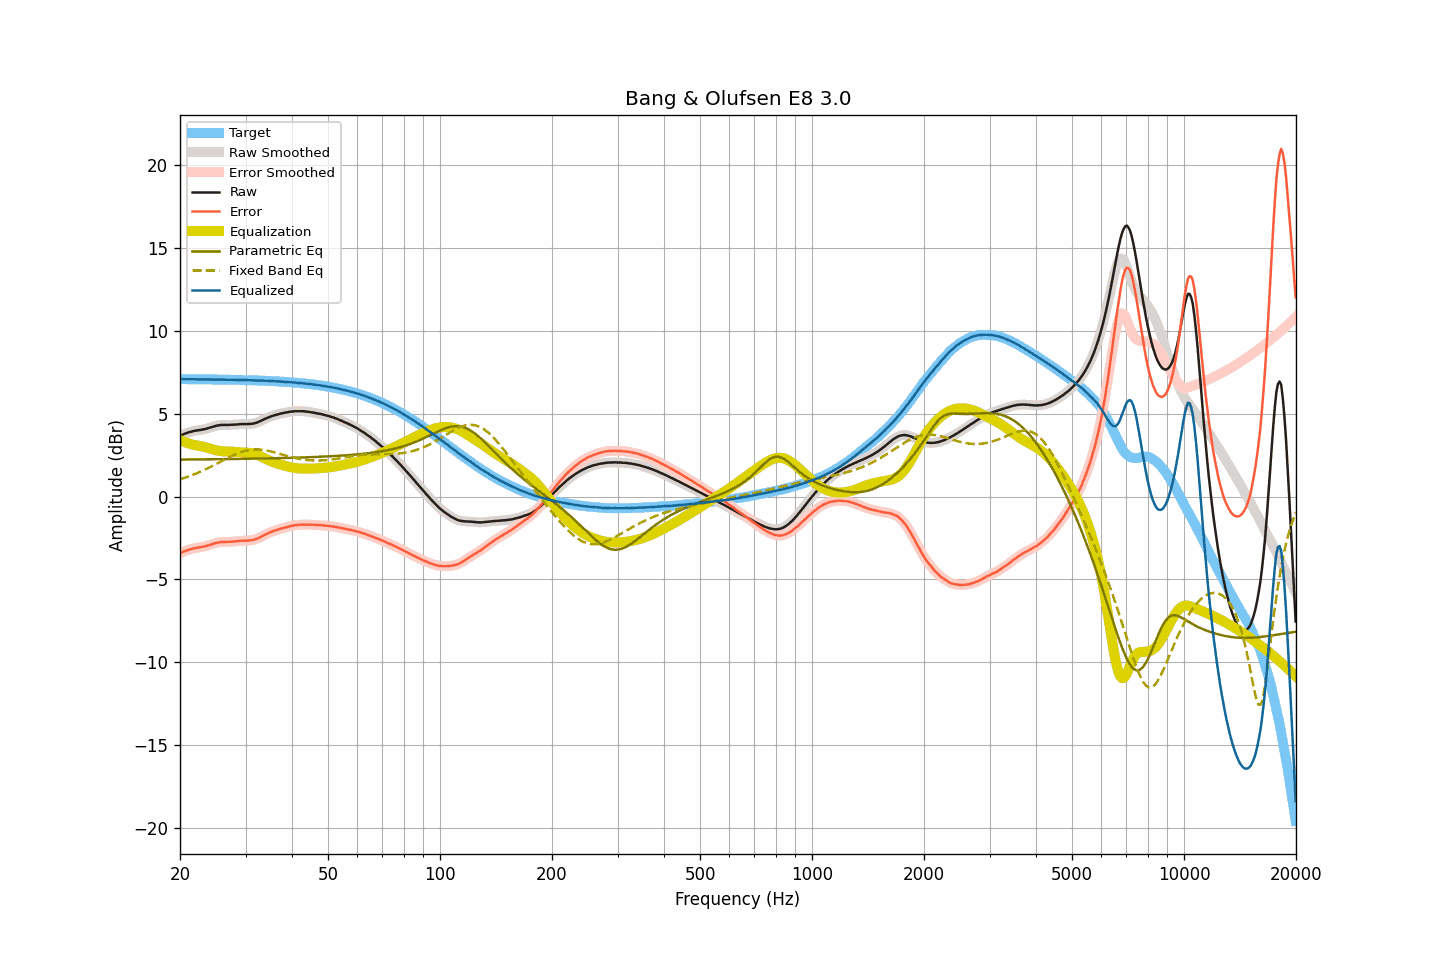 Bang & Olufsen E8 3.0
Target
Raw Smoothed
Error Smoothed
Raw
Error
Equalization
Parametric Eq
Fixed Band Eq
Equalized
20
15
10
5
0
−5
−10
−15
−20
Amplitude (dBr)
20 50 100 200 500 1000 2000 5000 10000 20000
Frequency (Hz)